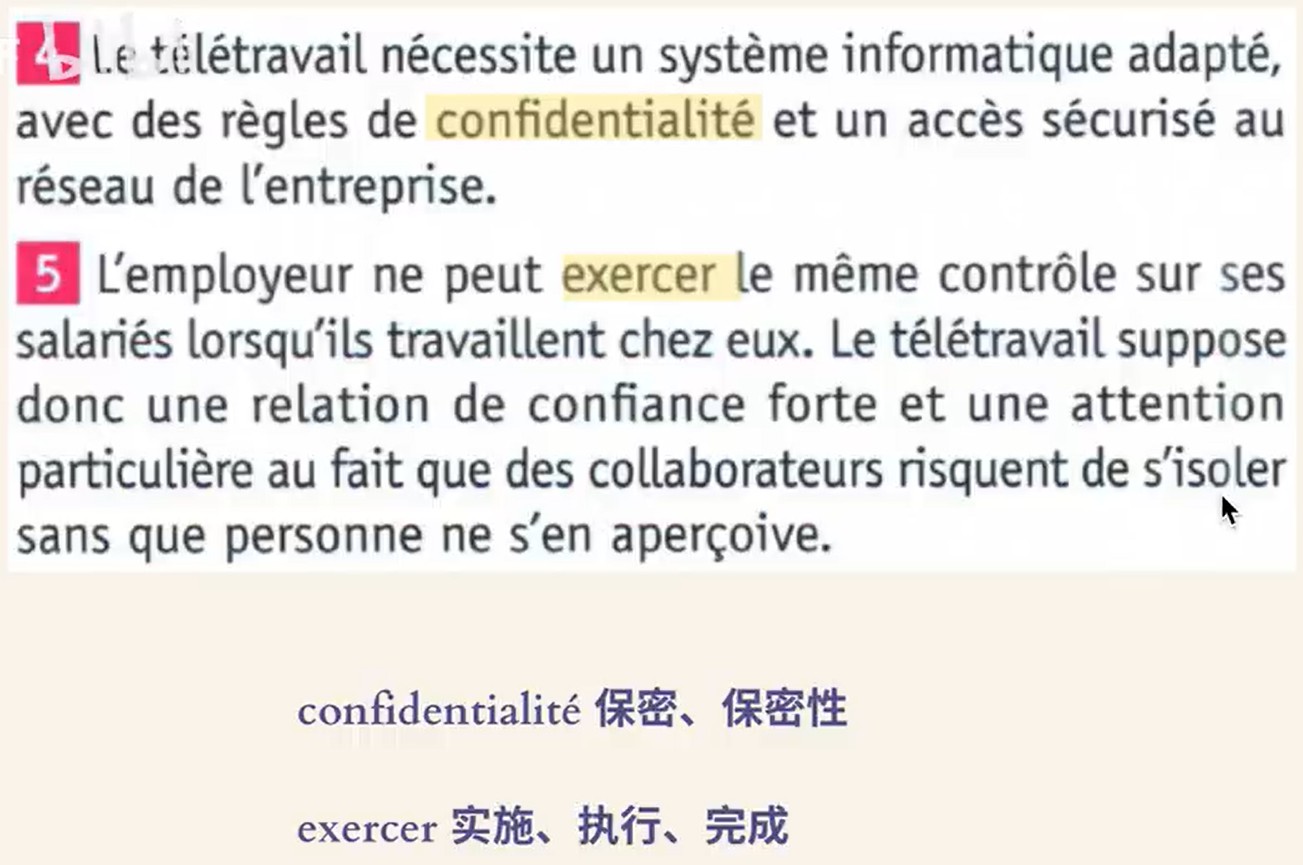 4 Le télétravail nécessite un système informatique adapté,
avec des règles de confidentialité et un accès sécurisé au
réseau de l'entreprise.
5 L'employeur ne peut exercer le même contrôle sur ses
salariés lorsqu'ils travaillent chez eux. Le télétravail suppose
donc une relation de confiance forte et une attention
particulière au fait que des collaborateurs risquent de s'isoler
sans que personne ne s'en aperçoive.
confidentialité 保密、保密性
exercer 实施、执行、完成